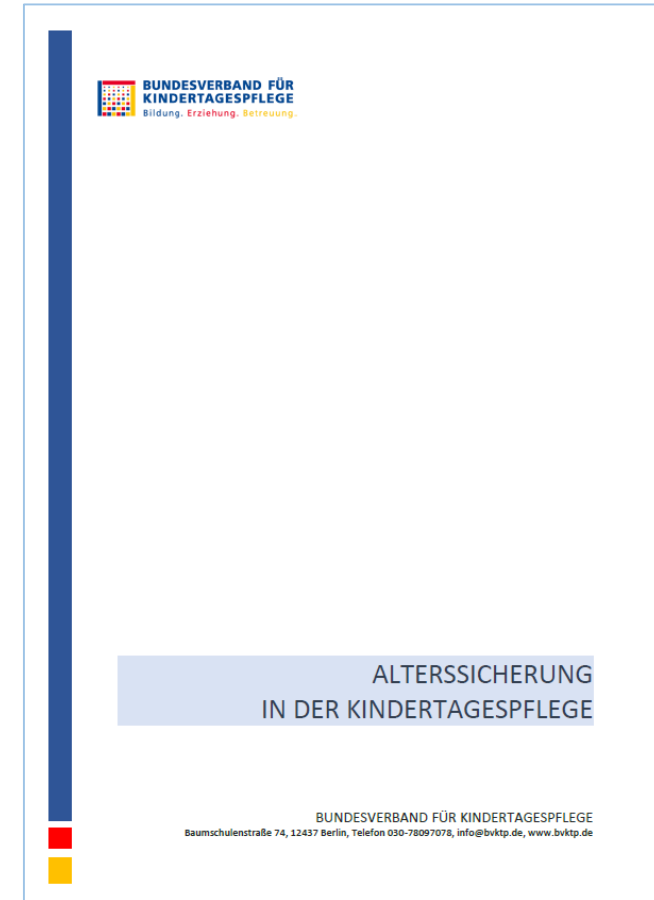 BUNDESVERBAND FÜR
KINDERTAGESPFLEGE
Bildung. Erziehung. Betreuung.
ALTERSSICHERUNG
IN DER KINDERTAGESPFLEGE
BUNDESVERBAND FÜR KINDERTAGESPFLEGE
Baumschulenstraße 74, 12437 Berlin, Telefon 030-78097078, info@bvktp.de, www.bvktp.de